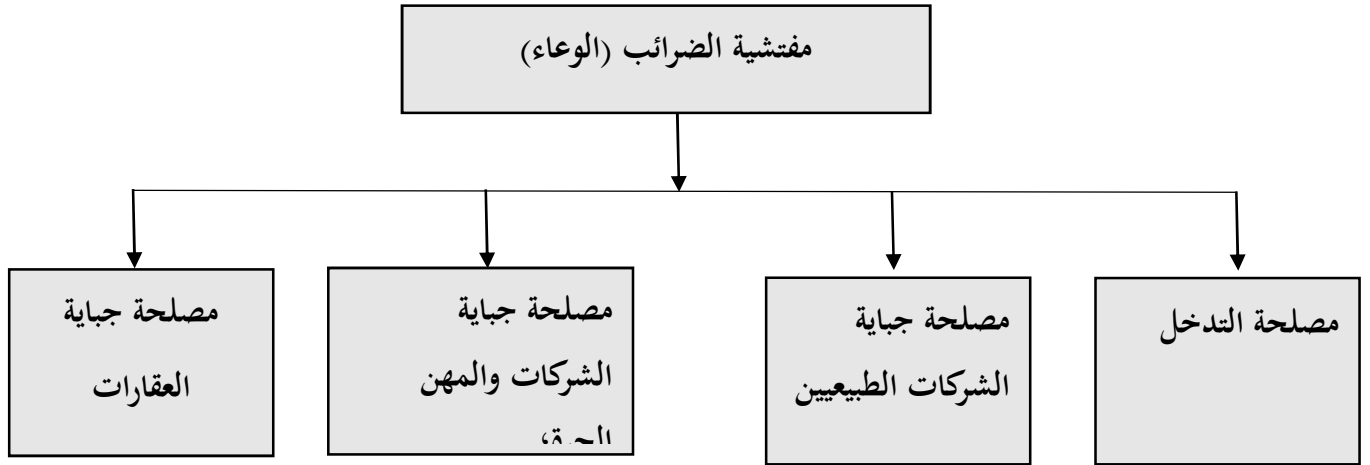 مفتشية الضرائب (الوعاء)
مصلحة التدخل
مصلحة جباية
الشركات الطبيعيين
مصلحة جباية
الشركات والمهن
مصلحة جباية
العقارات